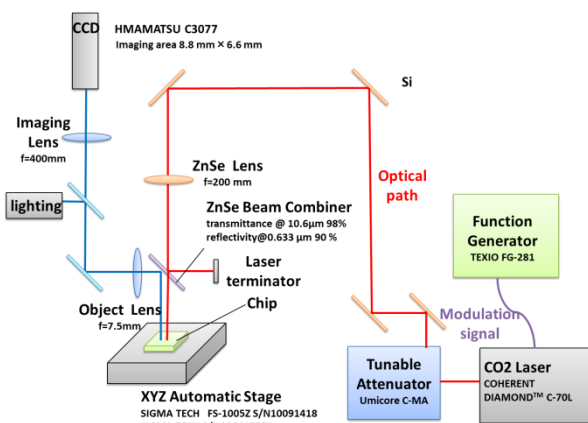 CCD
HMAMATSU C3077
Imaging area 8.8 mm × 6.6 mm
Imaging
Lens
f=400mm
lighting
Si
ZnSe Lens
f=200 mm
Optical
path
ZnSe Beam Combiner
transmittance @ 10.6μm 98%
reflectivity@0.633 μm 90 %
Function
Generator
TEXIO FG-281
Laser
terminator
Object Lens
f=7.5mm
Chip
Modulation
signal
Tunable
Attenuator
Umicore C-MA
CO2 Laser
COHERENT
DIAMOND™ C-70L
XYZ Automatic Stage
SIGMA TECH FS-1005Z S/N10091418